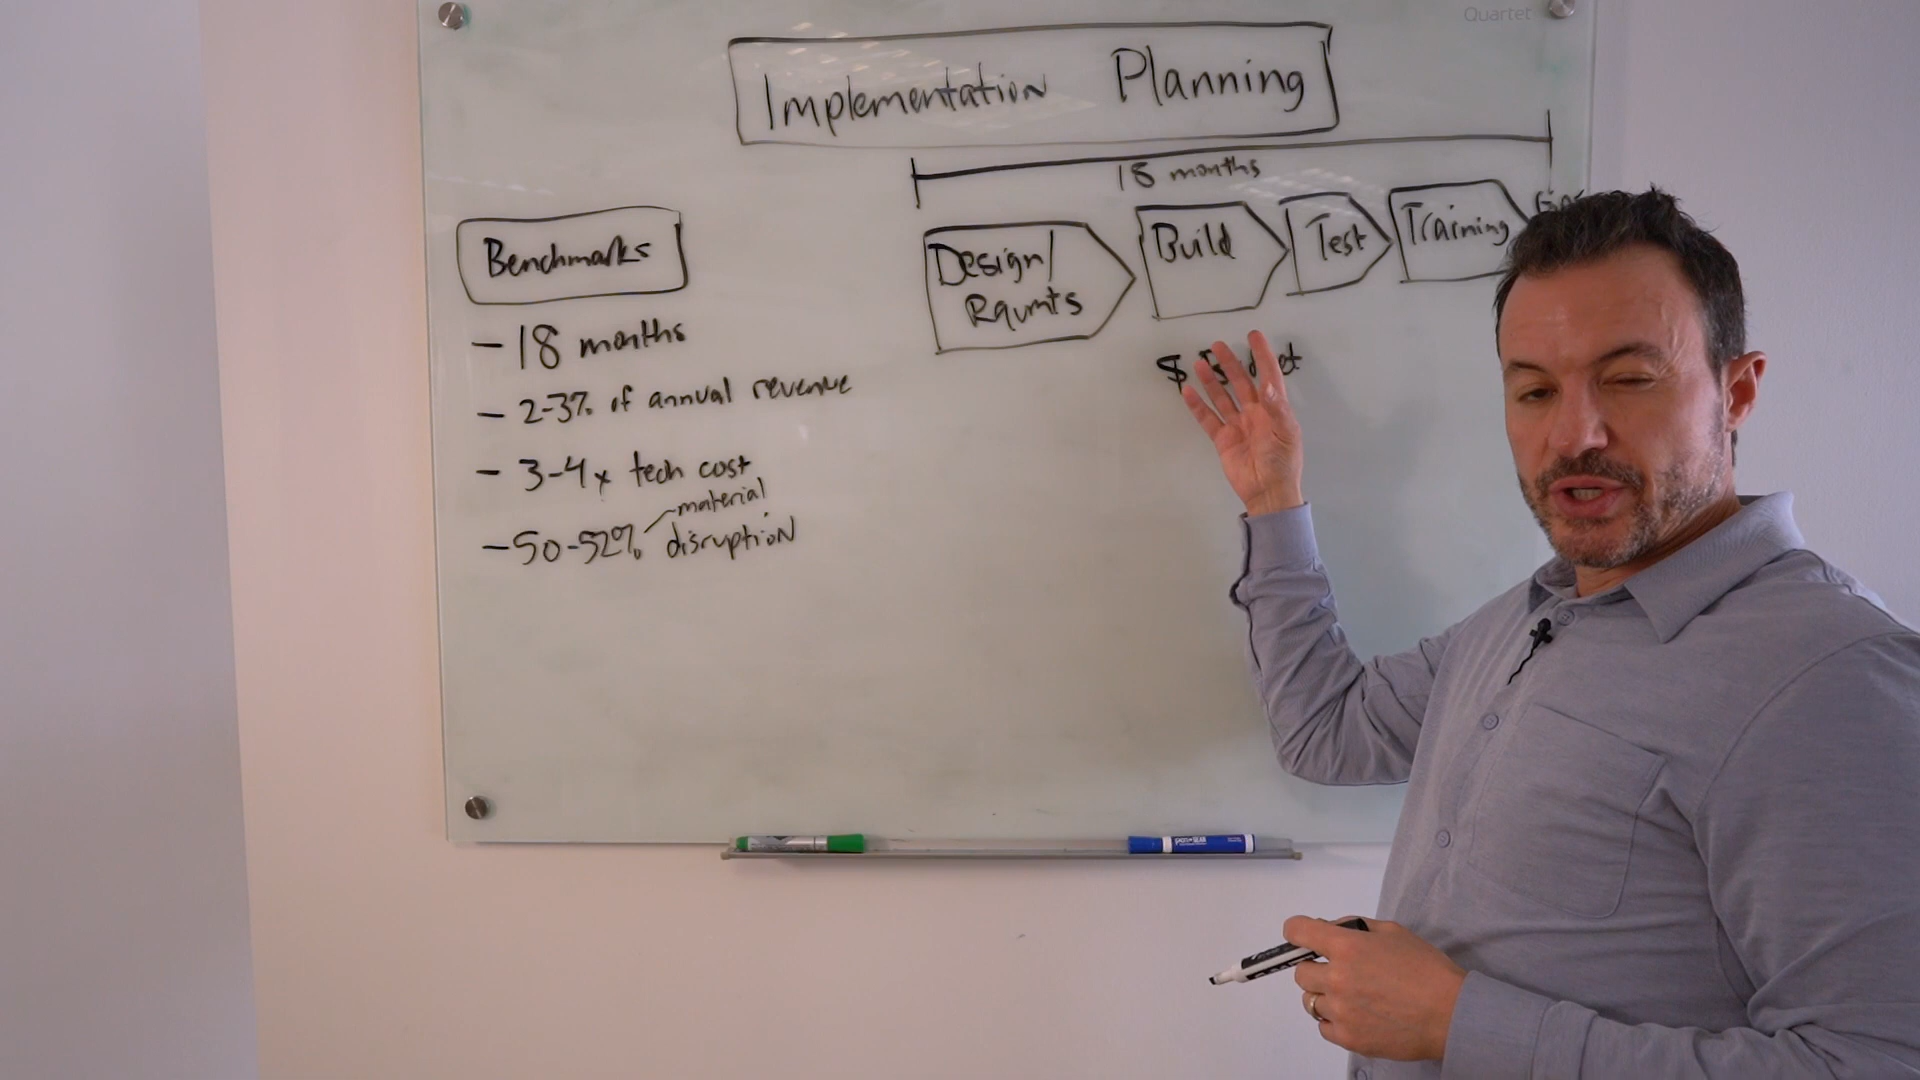 Quartet
Implementation Planning
18 months
Design/
Rqumts
Build
Test
Training
$
Benchmarks
- 18 months
- 2-3% of annual revenue
- 3-4x tech cost
material
- 50-52% disruption